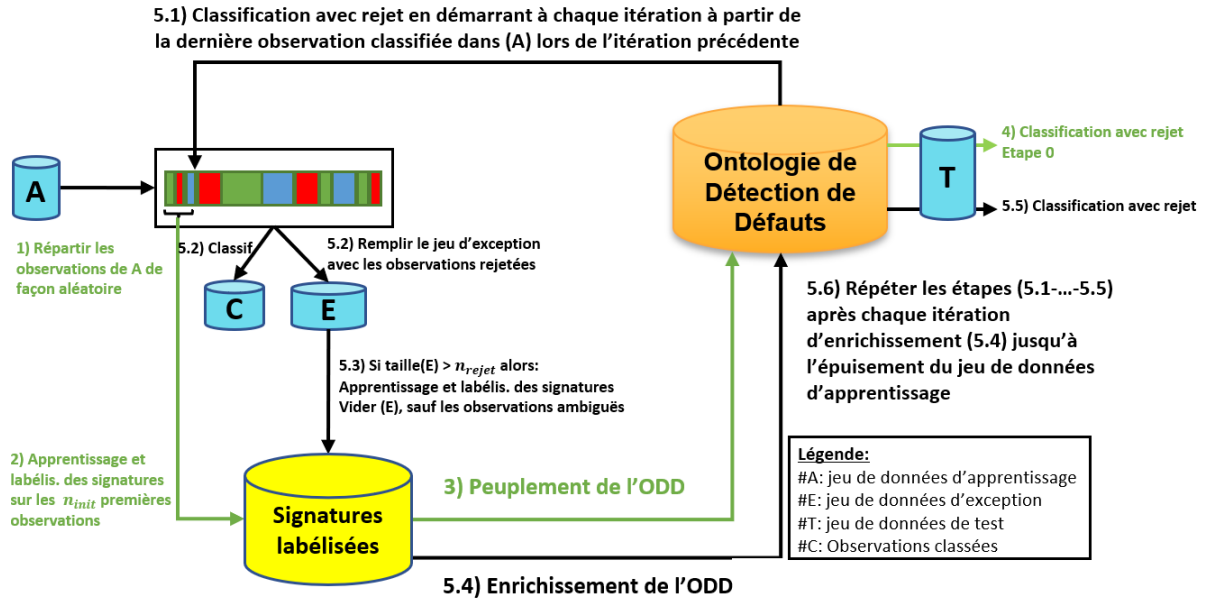 5.1) Classification avec rejet en démarrant à chaque itération à partir de
la dernière observation classifiée dans (A) lors de l'itération précédente
A
1) Répartir les
observations de A de
façon aléatoire
5.2) Classif
5.2) Remplir le jeu d'exception
avec les observations rejetées
C
E
5.3) Si taille(E) > n_rejet alors:
Apprentissage et labélis. des signatures
Vider (E), sauf les observations ambiguës
2) Apprentissage et
labélis. des signatures
sur les n_init premières
observations
Signatures
labélisées
3) Peuplement de l'ODD
5.4) Enrichissement de l'ODD
Ontologie de
Détection de
Défauts
T
4) Classification avec rejet
Etape 0
5.5) Classification avec rejet
5.6) Répéter les étapes (5.1-...-5.5)
après chaque itération
d'enrichissement (5.4) jusqu'à
l'épuisement du jeu de données
d'apprentissage
Légende:
#A: jeu de données d'apprentissage
#E: jeu de données d'exception
#T: jeu de données de test
#C: Observations classées